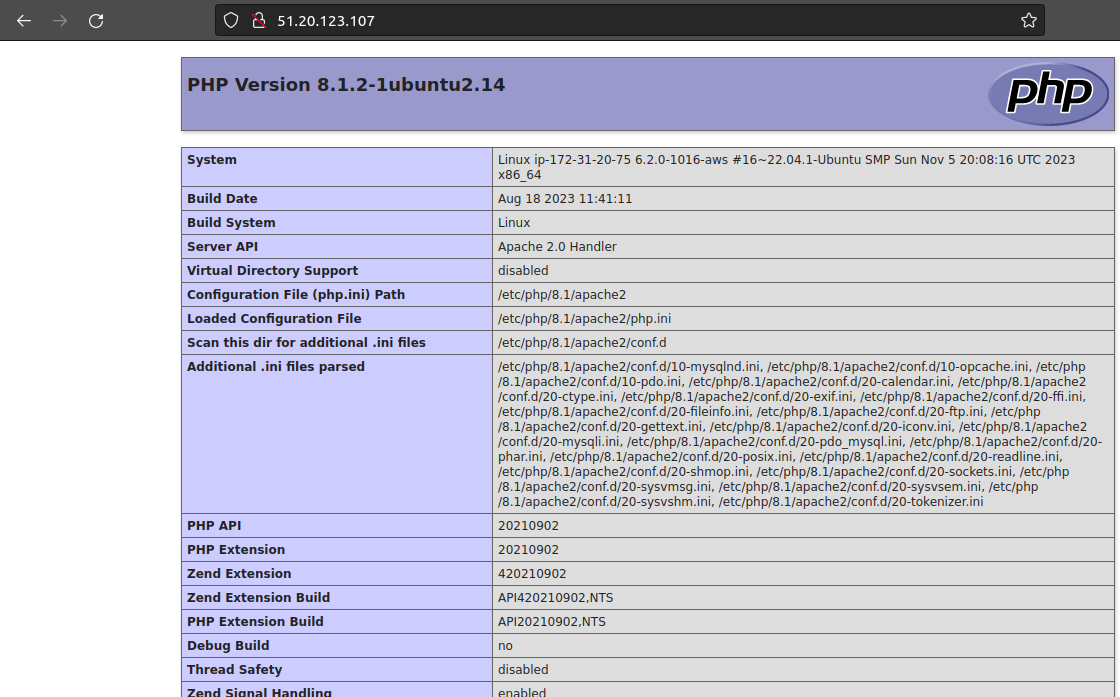 51.20.123.107
PHP Version 8.1.2-1ubuntu2.14
php
System
Linux ip-172-31-20-75 6.2.0-1016-aws #16~22.04.1-Ubuntu SMP Sun Nov 5 20:08:16 UTC 2023
x86_64
Build Date
Aug 18 2023 11:41:11
Build System
Linux
Server API
Apache 2.0 Handler
Virtual Directory Support
disabled
Configuration File (php.ini) Path
/etc/php/8.1/apache2
Loaded Configuration File
/etc/php/8.1/apache2/php.ini
Scan this dir for additional .ini files
/etc/php/8.1/apache2/conf.d
Additional .ini files parsed
/etc/php/8.1/apache2/conf.d/10-mysqlnd.ini, /etc/php/8.1/apache2/conf.d/10-opcache.ini, /etc/php
/8.1/apache2/conf.d/10-pdo.ini, /etc/php/8.1/apache2/conf.d/20-calendar.ini, /etc/php/8.1/apache2
/conf.d/20-ctype.ini, /etc/php/8.1/apache2/conf.d/20-exif.ini, /etc/php/8.1/apache2/conf.d/20-ffi.ini,
/etc/php/8.1/apache2/conf.d/20-fileinfo.ini, /etc/php/8.1/apache2/conf.d/20-ftp.ini, /etc/php
/8.1/apache2/conf.d/20-gettext.ini, /etc/php/8.1/apache2/conf.d/20-iconv.ini, /etc/php/8.1/apache2
/conf.d/20-mysqli.ini, /etc/php/8.1/apache2/conf.d/20-pdo_mysql.ini, /etc/php/8.1/apache2/conf.d/20-
phar.ini, /etc/php/8.1/apache2/conf.d/20-posix.ini, /etc/php/8.1/apache2/conf.d/20-readline.ini,
/etc/php/8.1/apache2/conf.d/20-shmop.ini, /etc/php/8.1/apache2/conf.d/20-sockets.ini, /etc/php
/8.1/apache2/conf.d/20-sysvmsg.ini, /etc/php/8.1/apache2/conf.d/20-sysvsem.ini, /etc/php
/8.1/apache2/conf.d/20-sysvshm.ini, /etc/php/8.1/apache2/conf.d/20-tokenizer.ini
PHP API
20210902
PHP Extension
20210902
Zend Extension
420210902
Zend Extension Build
API420210902,NTS
PHP Extension Build
API20210902,NTS
Debug Build
no
Thread Safety
disabled
Zend Signal Handling
enabled